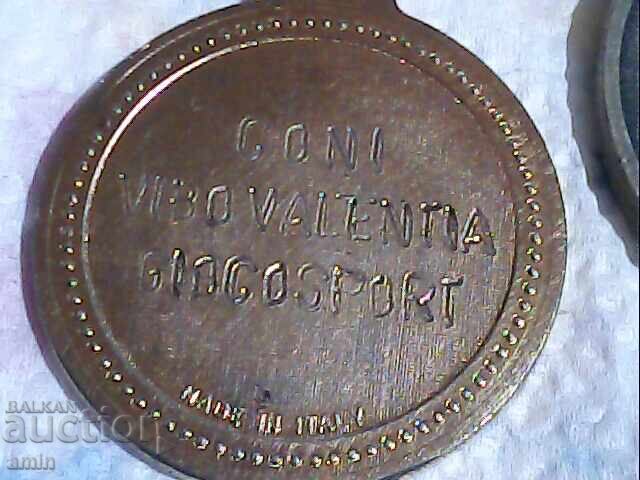 CONI
VIBO VALENTIA
GIOCOSPORT
MADE IN ITALY
BALKAN
auction
amin